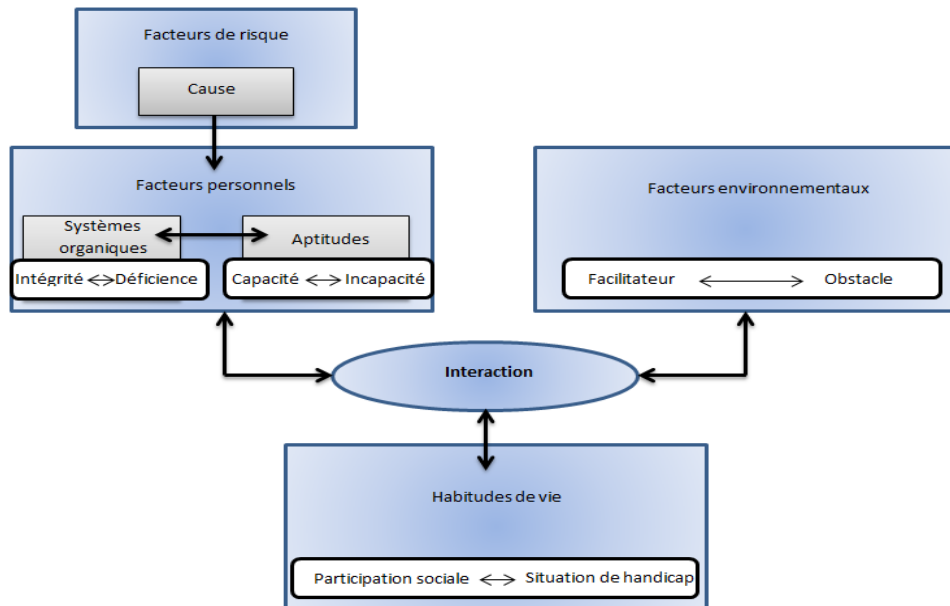 Facteurs de risque
Cause
Facteurs personnels
Systèmes
organiques
Aptitudes
Intégrité Déficience
Capacité Incapacité
Facteurs environnementaux
Facilitateur Obstacle
Interaction
Habitudes de vie
Participation sociale Situation de handicap